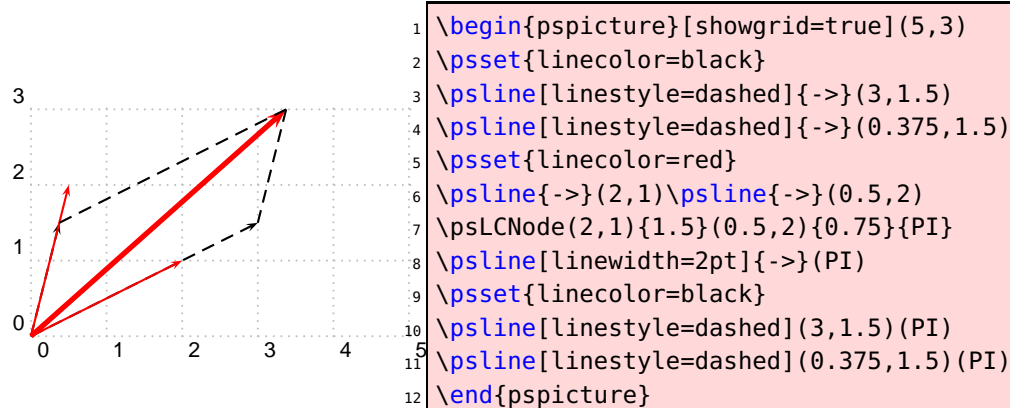 3
2
1
0
0 1 2 3 4 5
1 \begin{pspicture}[showgrid=true](5,3)
2 \psset{linecolor=black}
3 \psline[linestyle=dashed]{->}(3,1.5)
4 \psline[linestyle=dashed]{->}(0.375,1.5)
5 \psset{linecolor=red}
6 \psline{->}(2,1)\psline{->}(0.5,2)
7 \psLCNode(2,1){1.5}(0.5,2){0.75}{PI}
8 \psline[linewidth=2pt]{->}(PI)
9 \psset{linecolor=black}
10 \psline[linestyle=dashed](3,1.5)(PI)
11 \psline[linestyle=dashed](0.375,1.5)(PI)
12 \end{pspicture}